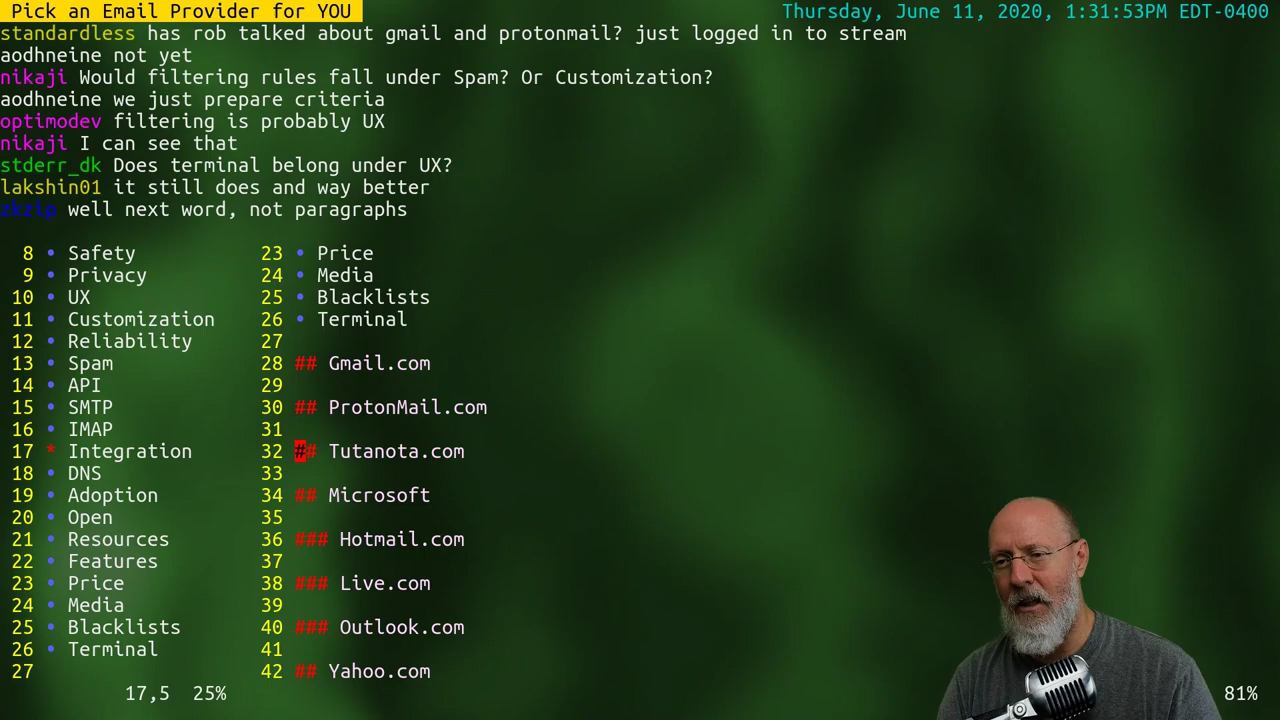 Pick an Email Provider for YOU
Thursday, June 11, 2020, 1:31:53PM EDT-0400
standardless has rob talked about gmail and protonmail? just logged in to stream
aodhneine not yet
nikaji Would filtering rules fall under Spam? Or Customization?
aodhneine we just prepare criteria
optimodev filtering is probably UX
nikaji I can see that
stderr_dk Does terminal belong under UX?
lakshin01 it still does and way better
zkzip well next word, not paragraphs
8 • Safety
9 • Privacy
10 • UX
11 • Customization
12 • Reliability
13 • Spam
14 • API
15 • SMTP
16 • IMAP
17 * Integration
18 • DNS
19 • Adoption
20 • Open
21 • Resources
22 • Features
23 • Price
24 • Media
25 • Blacklists
26 • Terminal
27
17,5 25%
23 • Price
24 • Media
25 • Blacklists
26 • Terminal
27
28 ## Gmail.com
29
30 ## ProtonMail.com
31
32 ## Tutanota.com
33
34 ## Microsoft
35
36 ### Hotmail.com
37
38 ### Live.com
39
40 ### Outlook.com
41
42 ## Yahoo.com
81%